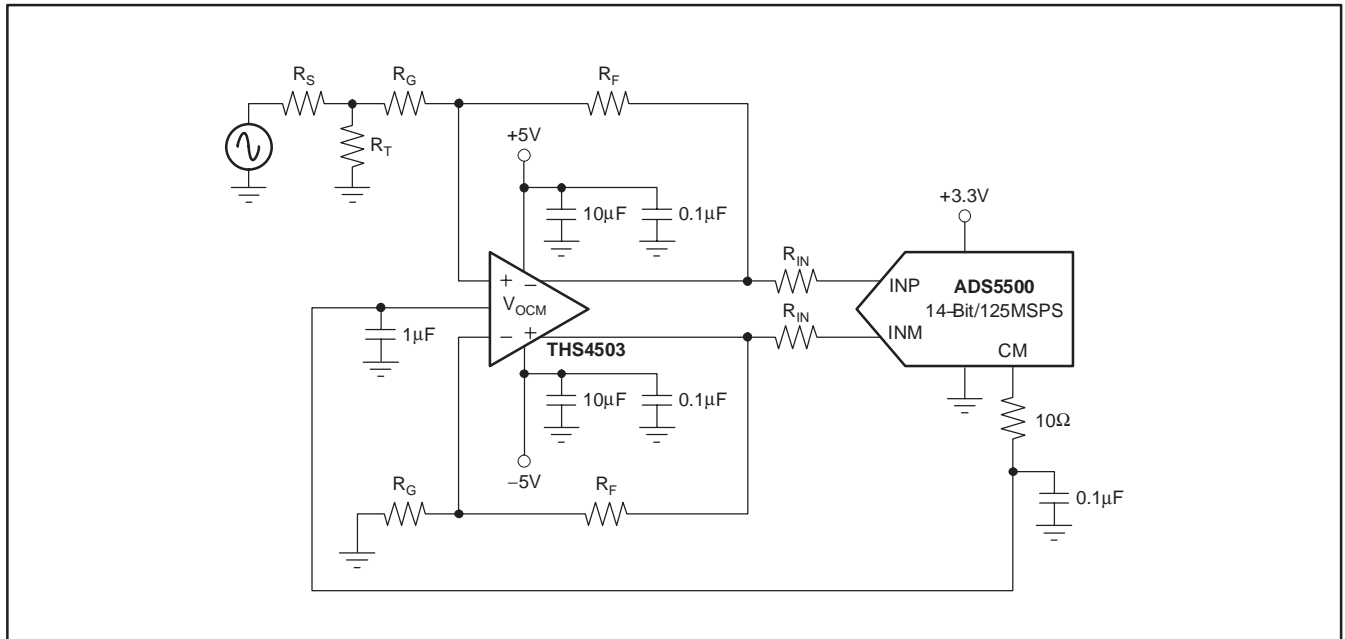 R_S
R_G
R_F
R_T
+5V
10μF
0.1μF
+3.3V
R_IN
INP
ADS5500
14–Bit/125MSPS
+ −
V_OCM
− +
R_IN
INM
1μF
THS4503
CM
10μF
0.1μF
10Ω
−5V
R_G
R_F
0.1μF